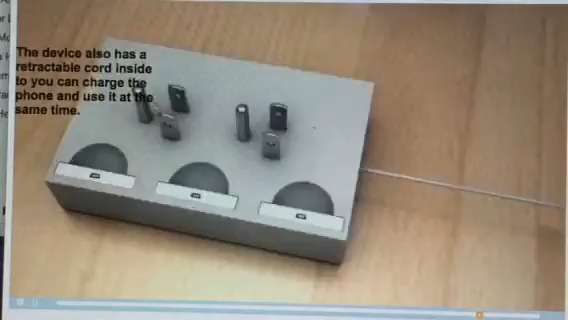 The device also has a
retractable cord inside
to you can charge the
phone and use it at the
same time.